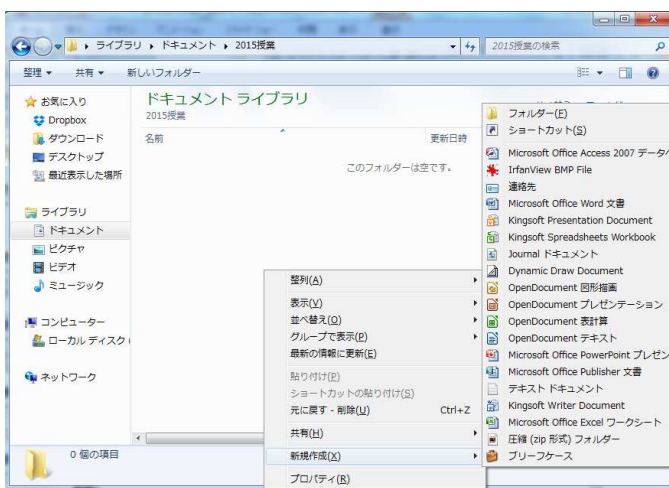 ライブラリ ▸ ドキュメント ▸ 2015授業
2015授業の検索
整理 ▼ 共有 ▼ 新しいフォルダー
お気に入り
Dropbox
ダウンロード
デスクトップ
最近表示した場所
ライブラリ
ドキュメント
ピクチャ
ビデオ
ミュージック
コンピューター
ローカル ディスク
ネットワーク
ドキュメント ライブラリ
2015授業
名前
更新日時
このフォルダーは空です。
整列(A)
表示(V)
並べ替え(O)
グループで表示(P)
最新の情報に更新(E)
貼り付け(P)
ショートカットの貼り付け(S)
元に戻す - 削除(U) Ctrl+Z
共有(H)
新規作成(X)
プロパティ(R)
フォルダー(F)
ショートカット(S)
Microsoft Office Access 2007 データベ
IrfanView BMP File
連絡先
Microsoft Office Word 文書
Kingsoft Presentation Document
Kingsoft Spreadsheets Workbook
Journal ドキュメント
Dynamic Draw Document
OpenDocument 図形描画
OpenDocument プレゼンテーション
OpenDocument 表計算
OpenDocument テキスト
Microsoft Office PowerPoint プレゼン
Microsoft Office Publisher 文書
テキスト ドキュメント
Kingsoft Writer Document
Microsoft Office Excel ワークシート
圧縮 (zip 形式) フォルダー
ブリーフケース
0 個の項目